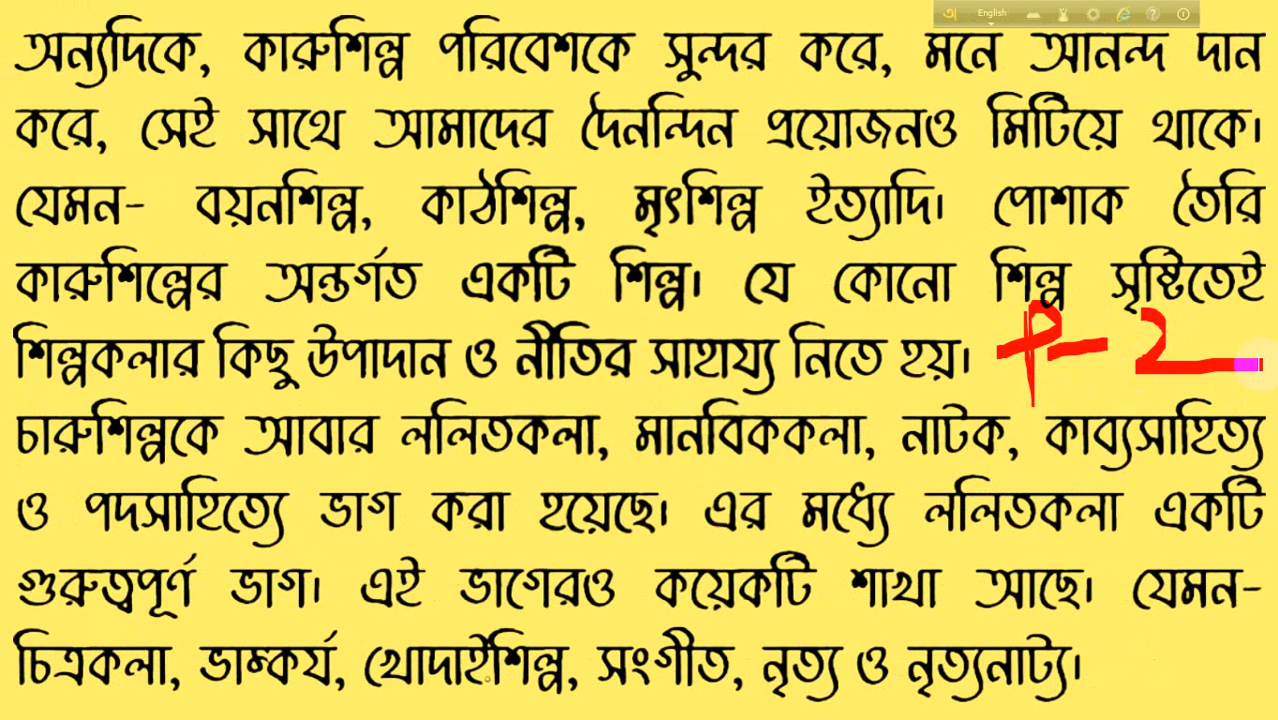 English
অন্যদিকে, কারুশিল্প পরিবেশকে সুন্দর করে, মনে আনন্দ দান
করে, সেই সাথে আমাদের দৈনন্দিন প্রয়োজনও মিটিয়ে থাকে।
যেমন- বয়নশিল্প, কাঠশিল্প, মৃৎশিল্প ইত্যাদি। পোশাক তৈরি
কারুশিল্পের অন্তর্গত একটি শিল্প। যে কোনো শিল্প সৃষ্টিতেই
শিল্পকলার কিছু উপাদান ও নীতির সাহায্য নিতে হয়। P-2
চারুশিল্পকে আবার ললিতকলা, মানবিককলা, নাটক, কাব্যসাহিত্য
ও পদসাহিত্যে ভাগ করা হয়েছে। এর মধ্যে ললিতকলা একটি
গুরুত্বপূর্ণ ভাগ। এই ভাগেরও কয়েকটি শাখা আছে। যেমন-
চিত্রকলা, ভাস্কর্য, খোদাইশিল্প, সংগীত, নৃত্য ও নৃত্যনাট্য।